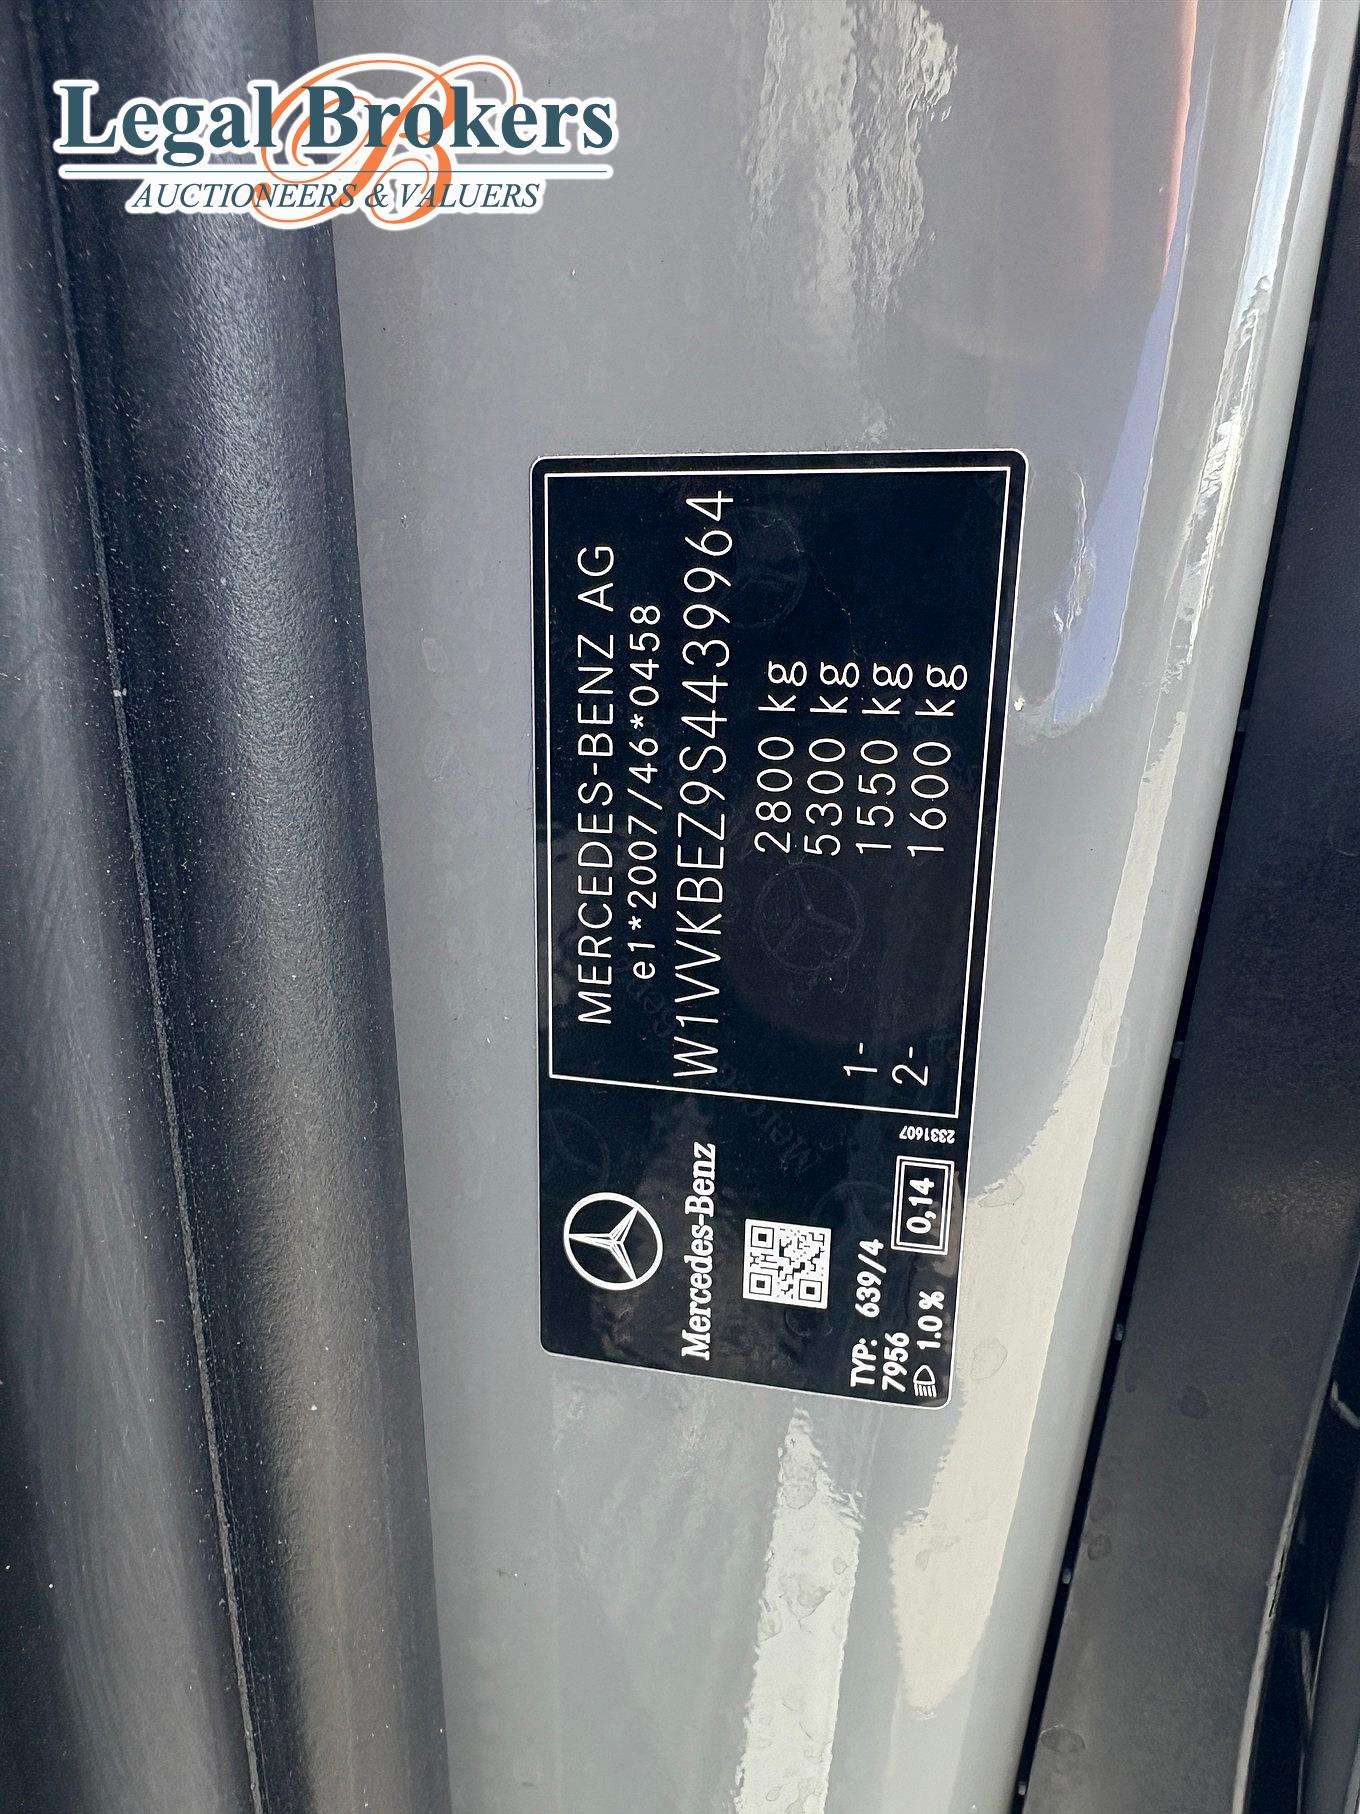 Legal Brokers
AUCTIONEERS & VALUERS
MERCEDES-BENZ AG
e1*2007/46*0458
W1VVKBEZ9S4439964
2800 kg
5300 kg
1- 1550 kg
2- 1600 kg
Mercedes-Benz
TYP: 639/4
7956
1.0%
0,14
2331607